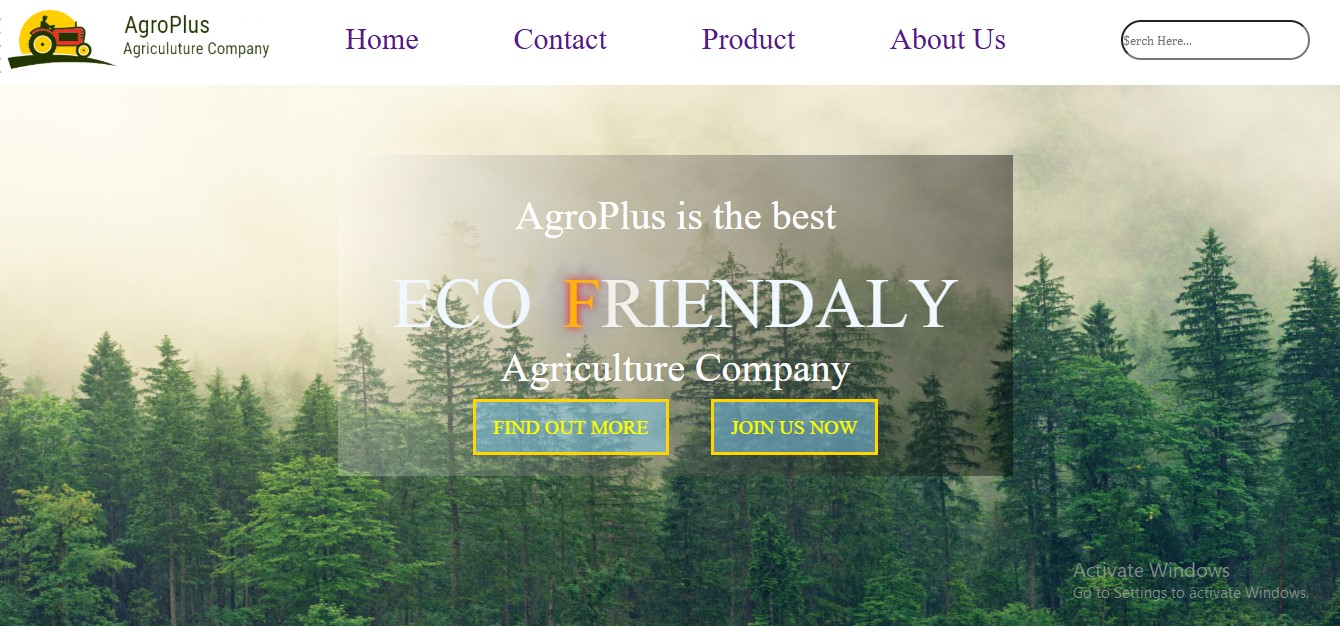 AgroPlus
Agriculuture Company
Home Contact Product About Us
Serch Here...
AgroPlus is the best
ECO FRIENDALY
Agriculture Company
FIND OUT MORE JOIN US NOW
Activate Windows
Go to Settings to activate Windows.